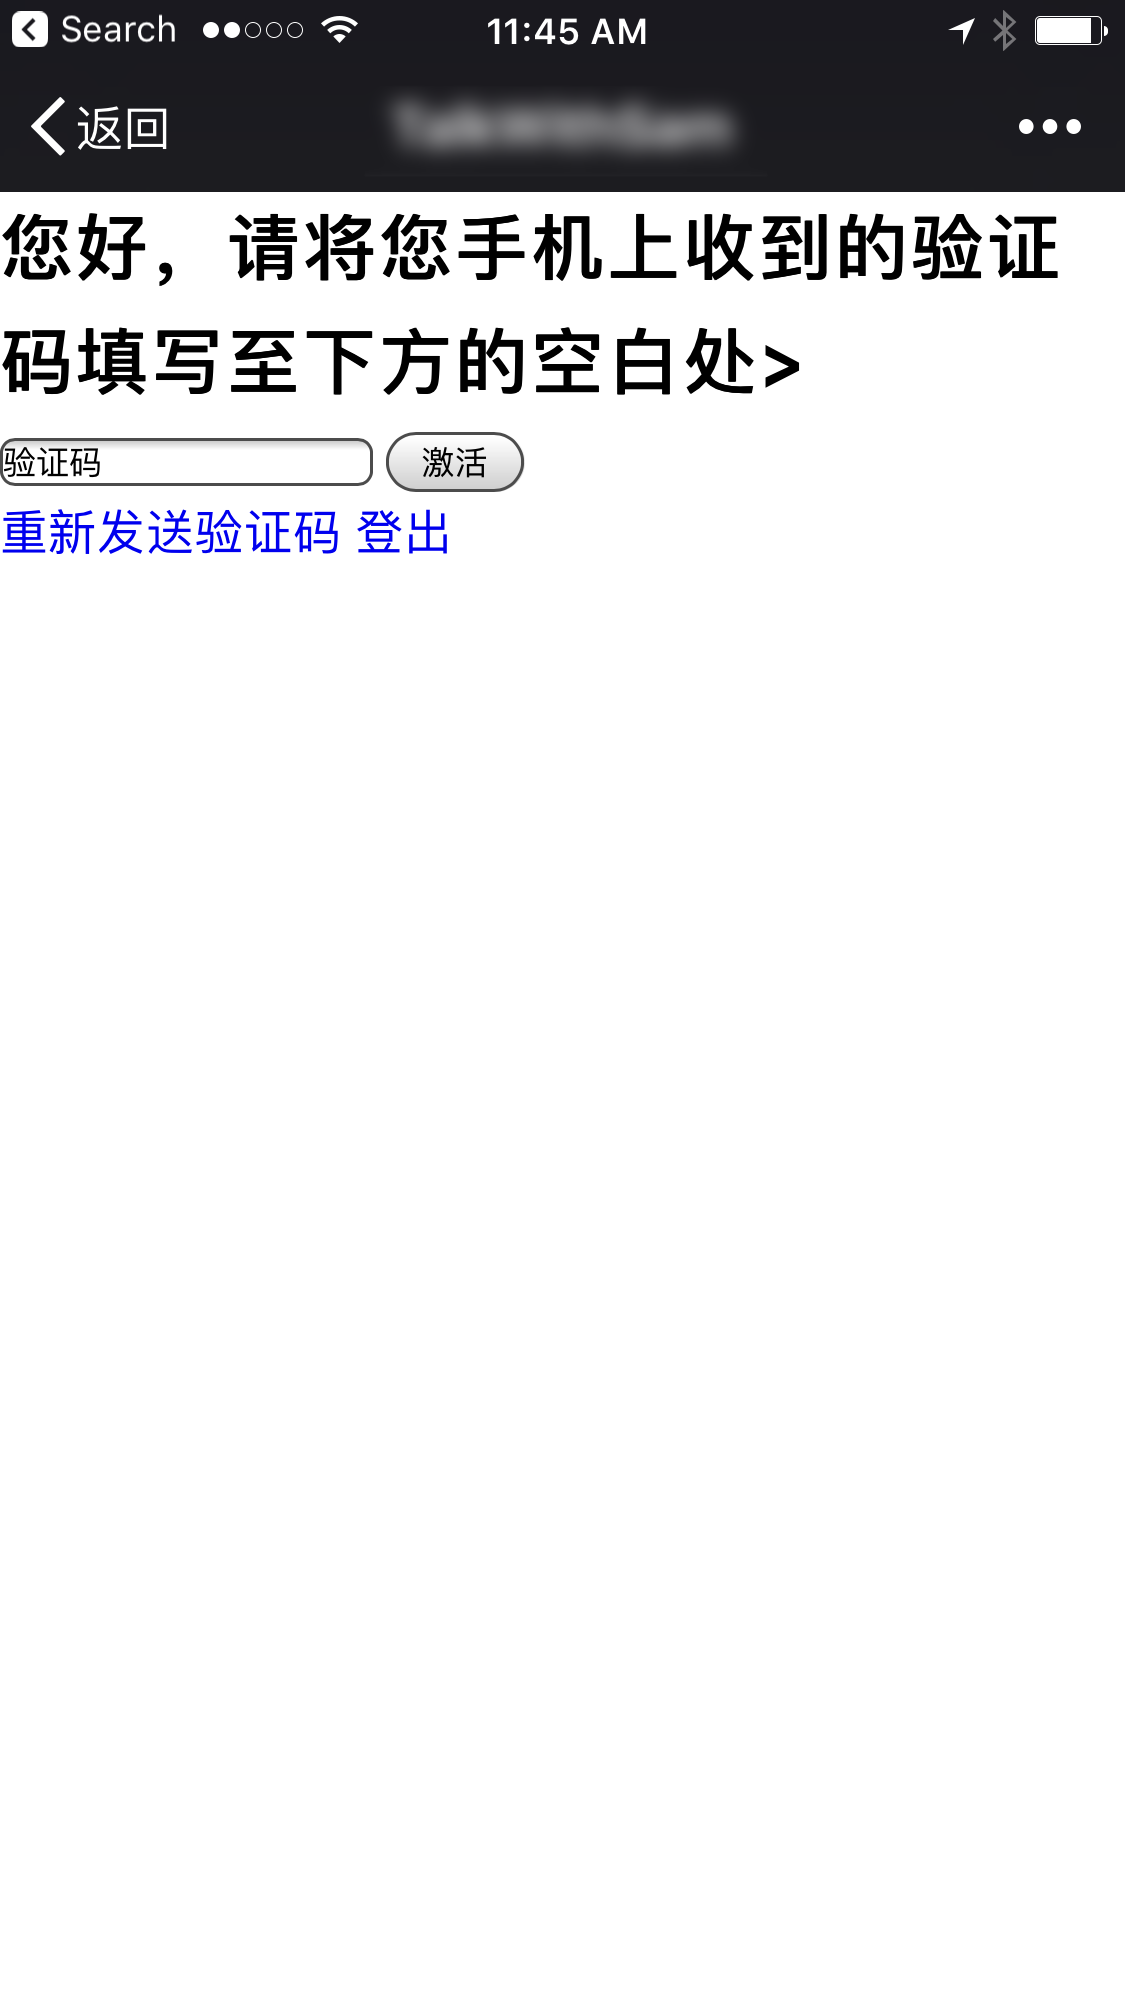 Search 11:45 AM
返回
您好，请将您手机上收到的验证
码填写至下方的空白处>
验证码 激活
重新发送验证码 登出